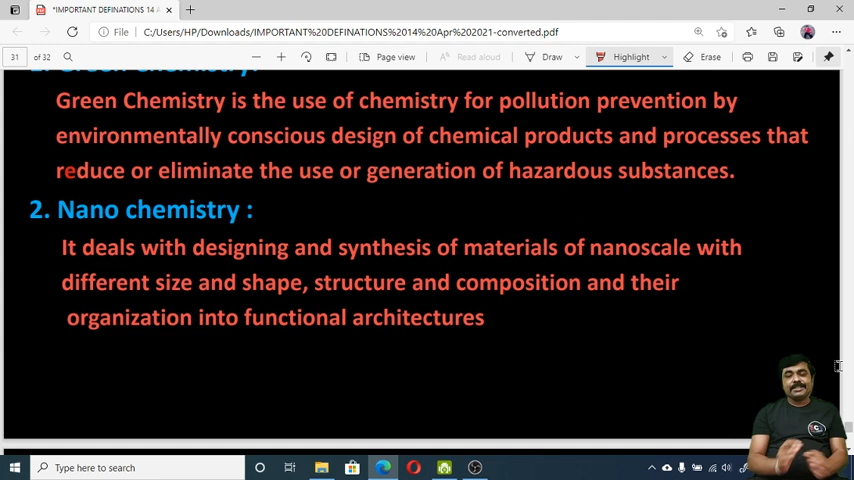 *IMPORTANT DEFINATIONS 14 A
File
C:/Users/HP/Downloads/IMPORTANT%20DEFINATIONS%2014%20Apr%202021-converted.pdf
31 of 32
Page view
Read aloud
Draw
Highlight
Erase
1. Green Chemistry:
Green Chemistry is the use of chemistry for pollution prevention by
environmentally conscious design of chemical products and processes that
reduce or eliminate the use or generation of hazardous substances.
2. Nano chemistry :
It deals with designing and synthesis of materials of nanoscale with
different size and shape, structure and composition and their
organization into functional architectures
Type here to search